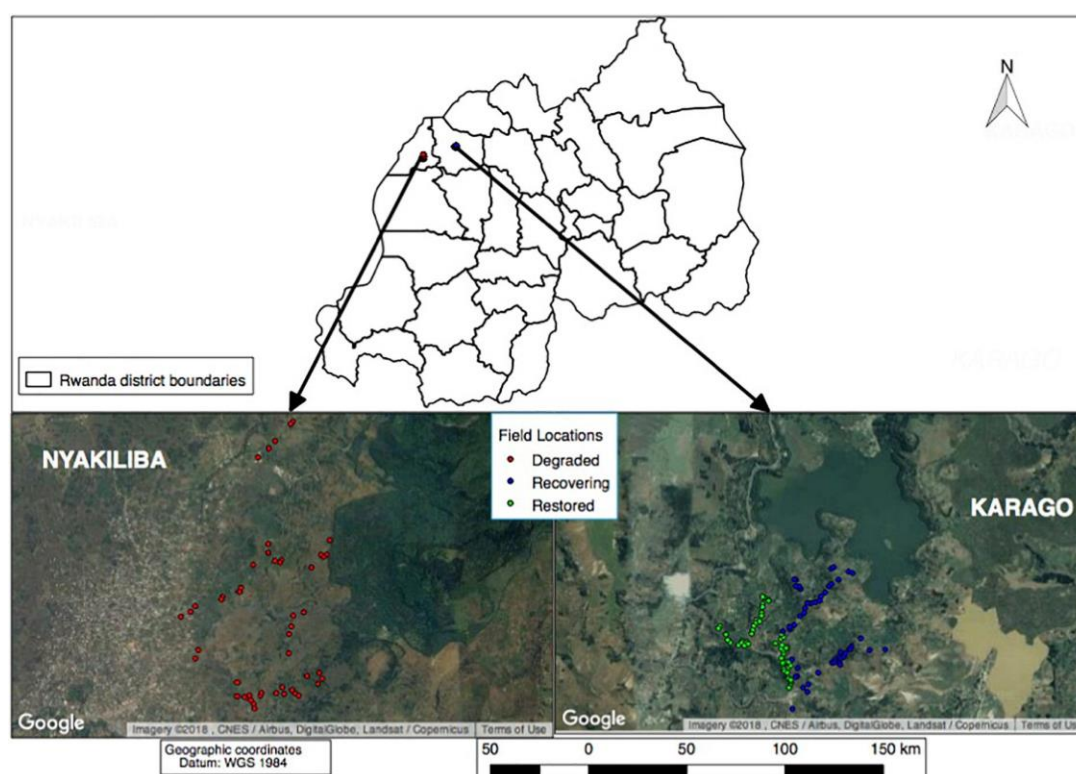 N
Rwanda district boundaries
NYAKILIBA
Field Locations
Degraded
Recovering
Restored
KARAGO
Google
Imagery ©2018 , CNES / Airbus, DigitalGlobe, Landsat / Copernicus
Terms of Use
Google
Imagery ©2018 , CNES / Airbus, DigitalGlobe, Landsat / Copernicus
Terms of Use
Geographic coordinates
Datum: WGS 1984
50 0 50 100 150 km